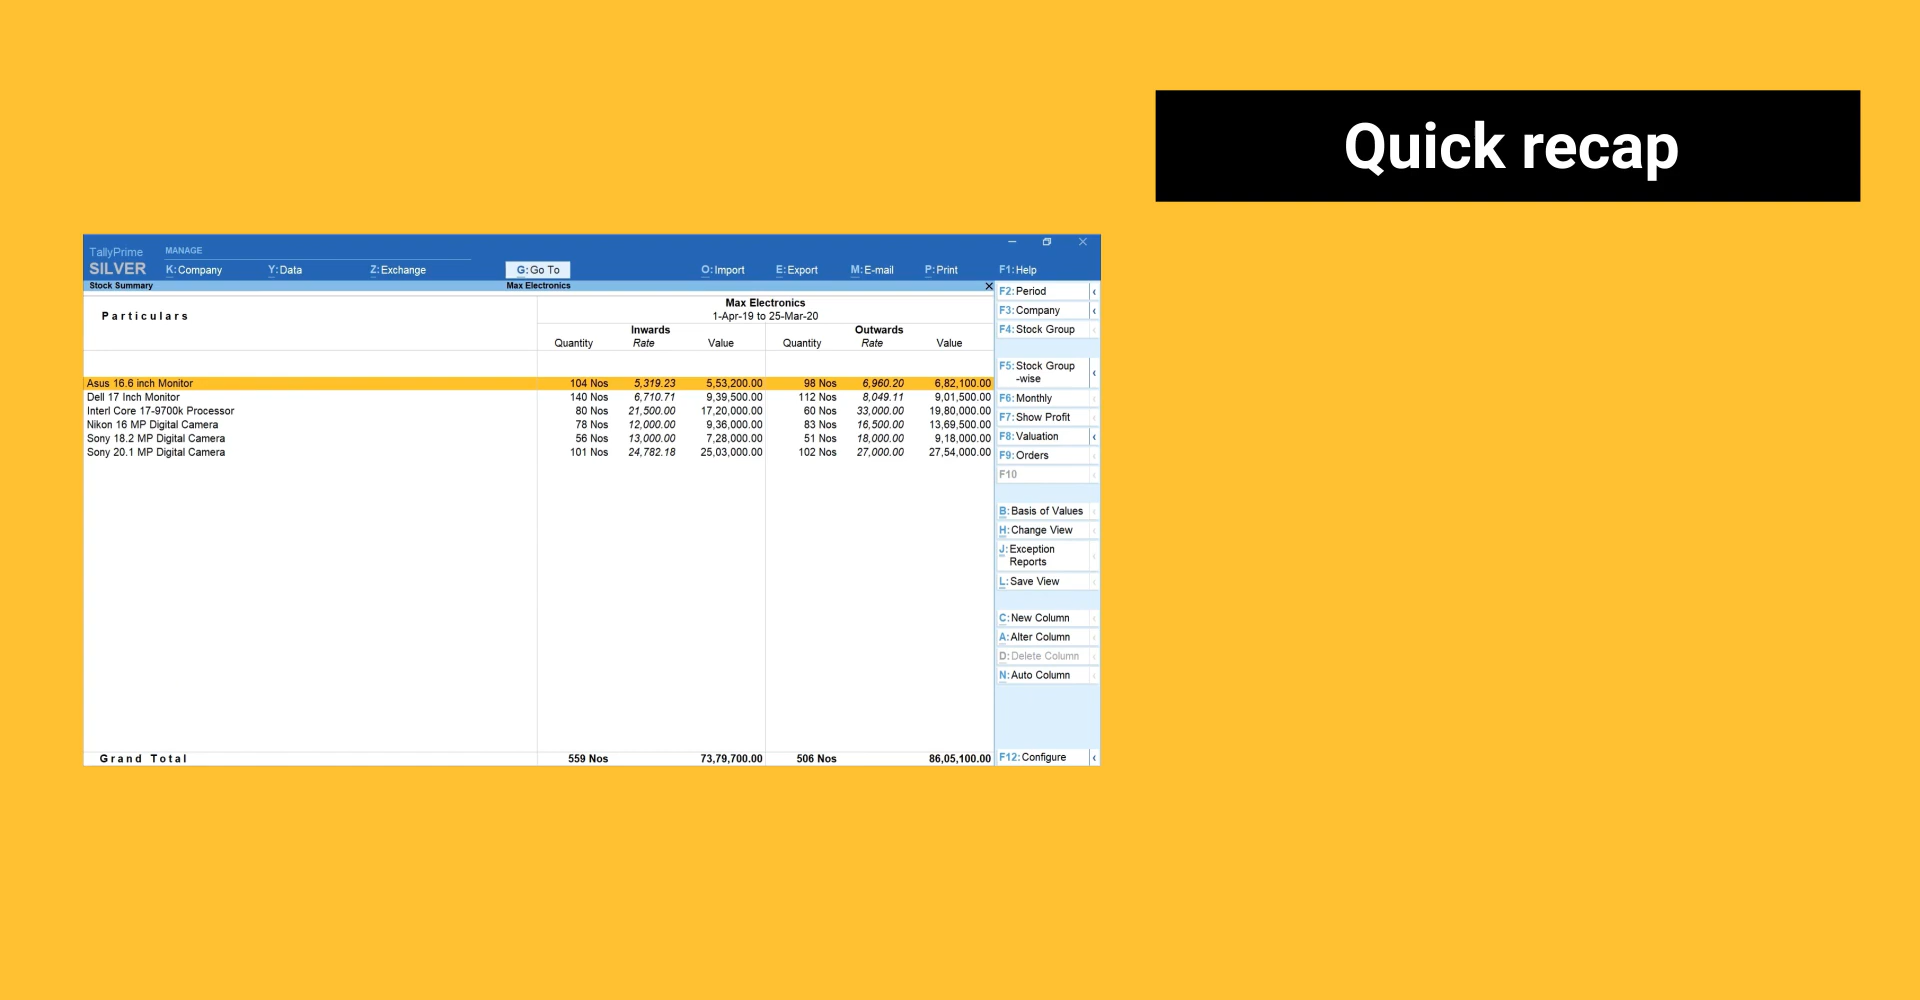 Quick recap
TallyPrime MANAGE
SILVER K:Company Y:Data Z:Exchange G:Go To O:Import E:Export M:E-mail P:Print F1:Help
Stock Summary Max Electronics
Particulars Max Electronics
1-Apr-19 to 25-Mar-20
Inwards Outwards
Quantity Rate Value Quantity Rate Value
Asus 16.6 inch Monitor 104 Nos 5,319.23 5,53,200.00 98 Nos 6,960.20 6,82,100.00
Dell 17 Inch Monitor 140 Nos 6,710.71 9,39,500.00 112 Nos 8,049.11 9,01,500.00
Interl Core 17-9700k Processor 80 Nos 21,500.00 17,20,000.00 60 Nos 33,000.00 19,80,000.00
Nikon 16 MP Digital Camera 78 Nos 12,000.00 9,36,000.00 83 Nos 16,500.00 13,69,500.00
Sony 18.2 MP Digital Camera 56 Nos 13,000.00 7,28,000.00 51 Nos 18,000.00 9,18,000.00
Sony 20.1 MP Digital Camera 101 Nos 24,782.18 25,03,000.00 102 Nos 27,000.00 27,54,000.00
Grand Total 559 Nos 73,79,700.00 506 Nos 86,05,100.00
F2:Period
F3:Company
F4:Stock Group
F5:Stock Group
-wise
F6:Monthly
F7:Show Profit
F8:Valuation
F9:Orders
F10
B:Basis of Values
H:Change View
J:Exception
Reports
L:Save View
C:New Column
A:Alter Column
D:Delete Column
N:Auto Column
F12:Configure